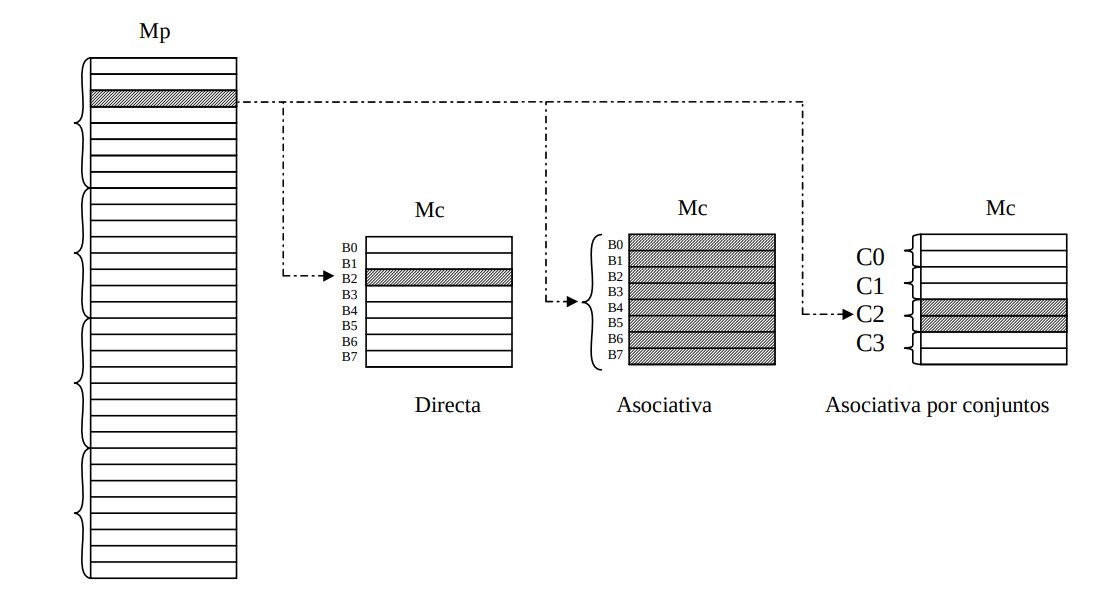 Mp
Mc
B0
B1
B2
B3
B4
B5
B6
B7
Directa
Mc
B0
B1
B2
B3
B4
B5
B6
B7
Asociativa
Mc
C0
C1
C2
C3
Asociativa por conjuntos